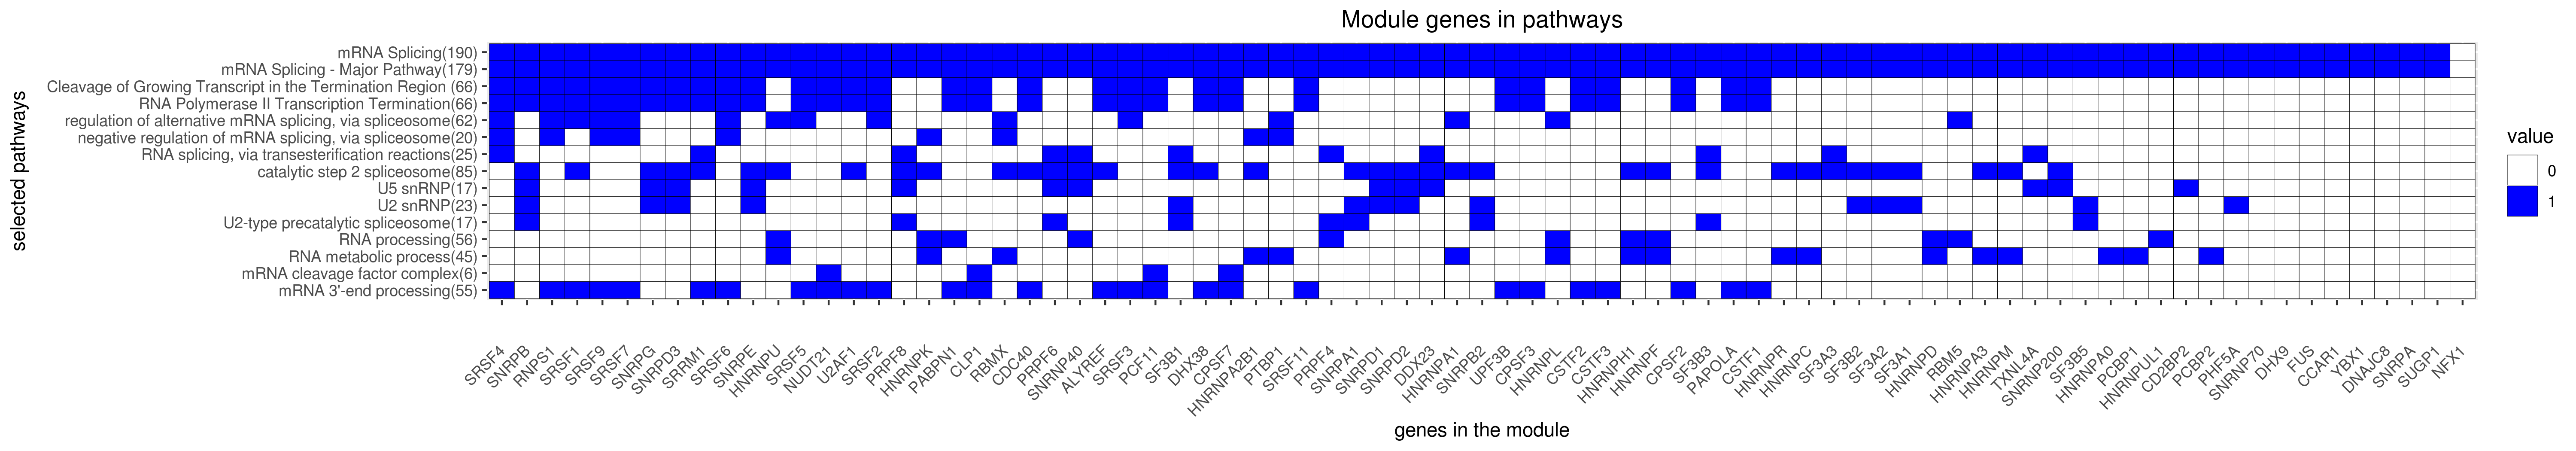 Module genes in pathways
selected pathways
mRNA Splicing(190)
mRNA Splicing - Major Pathway(179)
Cleavage of Growing Transcript in the Termination Region (66)
RNA Polymerase II Transcription Termination(66)
regulation of alternative mRNA splicing, via spliceosome(62)
negative regulation of mRNA splicing, via spliceosome(20)
RNA splicing, via transesterification reactions(25)
catalytic step 2 spliceosome(85)
U5 snRNP(17)
U2 snRNP(23)
U2-type precatalytic spliceosome(17)
RNA processing(56)
RNA metabolic process(45)
mRNA cleavage factor complex(6)
mRNA 3'-end processing(55)
SRSF4
SNRPB
RNPS1
SRSF1
SRSF9
SRSF7
SNRPG
SNRPD3
SRRM1
SRSF6
SNRPE
HNRNPU
SRSF5
NUDT21
U2AF1
SRSF2
PRPF8
HNRNPK
PABPN1
CLP1
RBMX
CDC40
PRPF6
SNRNP40
ALYREF
SRSF3
PCF11
SF3B1
DHX38
CPSF7
HNRNPA2B1
PTBP1
SRSF11
PRPF4
SNRPA1
SNRPD1
SNRPD2
DDX23
HNRNPA1
SNRPB2
UPF3B
CPSF3
HNRNPL
CSTF2
CSTF3
HNRNPH1
HNRNPF
CPSF2
SF3B3
PAPOLA
CSTF1
HNRNPR
HNRNPC
SF3A3
SF3B2
SF3A2
SF3A1
HNRNPD
RBM5
HNRNPA3
HNRNPM
TXNL4A
SNRNP200
SF3B5
HNRNPA0
PCBP1
HNRNPUL1
CD2BP2
PCBP2
PHF5A
SNRNP70
DHX9
FUS
CCAR1
YBX1
DNAJC8
SNRPA
SUGP1
NFX1
genes in the module
value
0
1